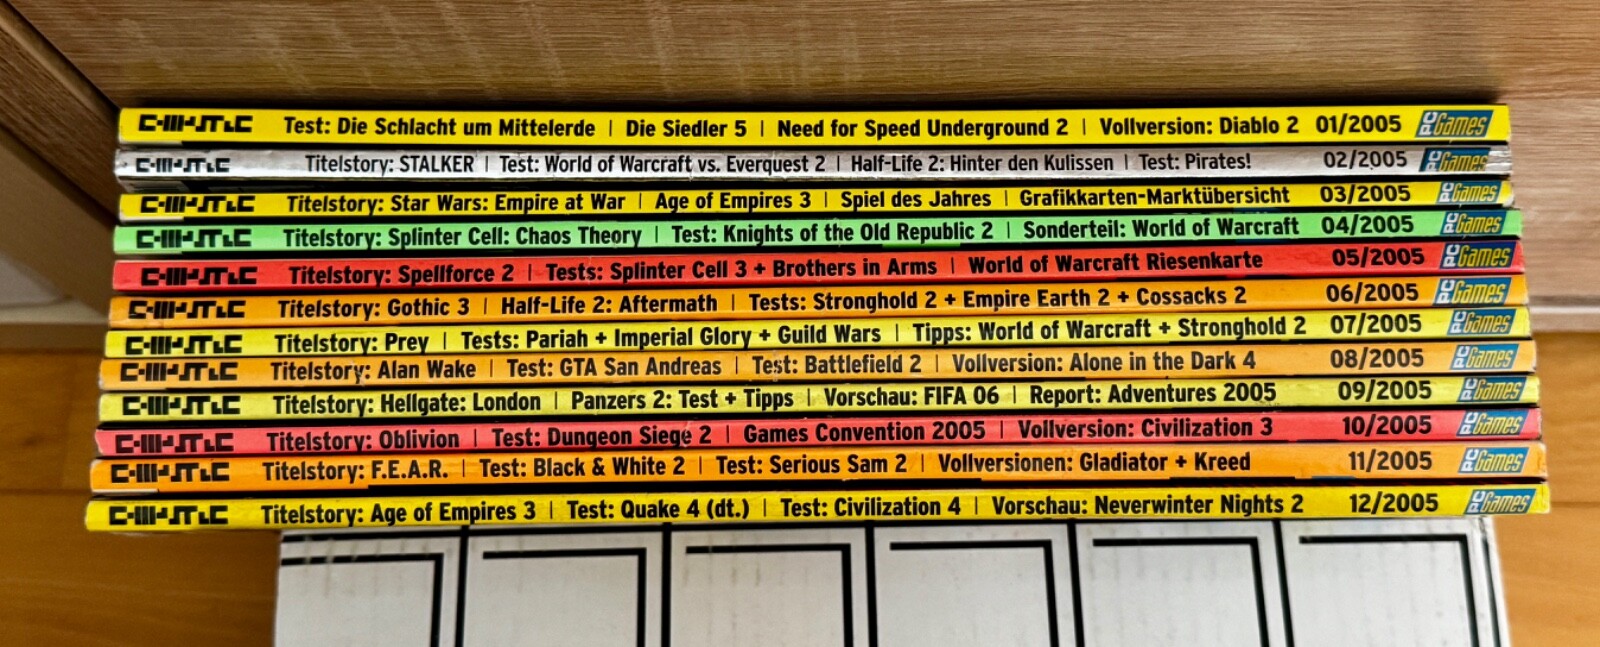 Test: Die Schlacht um Mittelerde | Die Siedler 5 | Need for Speed Underground 2 | Vollversion: Diablo 2 01/2005 PC Games
Titelstory: STALKER | Test: World of Warcraft vs. Everquest 2 | Half-Life 2: Hinter den Kulissen | Test: Pirates! 02/2005 PC Games
Titelstory: Star Wars: Empire at War | Age of Empires 3 | Spiel des Jahres | Grafikkarten-Marktübersicht 03/2005 PC Games
Titelstory: Splinter Cell: Chaos Theory | Test: Knights of the Old Republic 2 | Sonderteil: World of Warcraft 04/2005 PC Games
Titelstory: Spellforce 2 | Tests: Splinter Cell 3 + Brothers in Arms | World of Warcraft Riesenkarte 05/2005 PC Games
Titelstory: Gothic 3 | Half-Life 2: Aftermath | Tests: Stronghold 2 + Empire Earth 2 + Cossacks 2 06/2005 PC Games
Titelstory: Prey | Tests: Pariah + Imperial Glory + Guild Wars | Tipps: World of Warcraft + Stronghold 2 07/2005 PC Games
Titelstory: Alan Wake | Test: GTA San Andreas | Test: Battlefield 2 | Vollversion: Alone in the Dark 4 08/2005 PC Games
Titelstory: Hellgate: London | Panzers 2: Test + Tipps | Vorschau: FIFA 06 | Report: Adventures 2005 09/2005 PC Games
Titelstory: Oblivion | Test: Dungeon Siege 2 | Games Convention 2005 | Vollversion: Civilization 3 10/2005 PC Games
Titelstory: F.E.A.R. | Test: Black & White 2 | Test: Serious Sam 2 | Vollversionen: Gladiator + Kreed 11/2005 PC Games
Titelstory: Age of Empires 3 | Test: Quake 4 (dt.) | Test: Civilization 4 | Vorschau: Neverwinter Nights 2 12/2005 PC Games